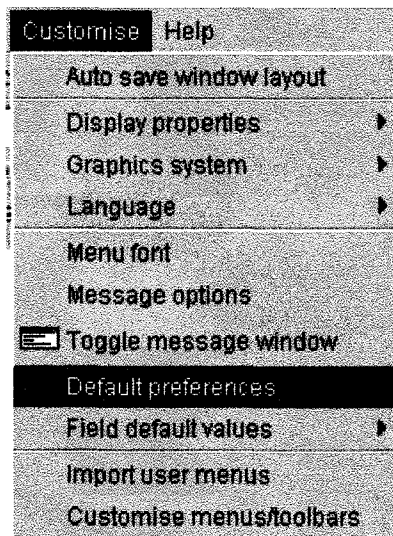 Customise Help
Auto save window layout
Display properties
Graphics system
Language
Menu font
Message options
Toggle message window
Default preferences
Field default values
Import user menus
Customise menus/toolbars